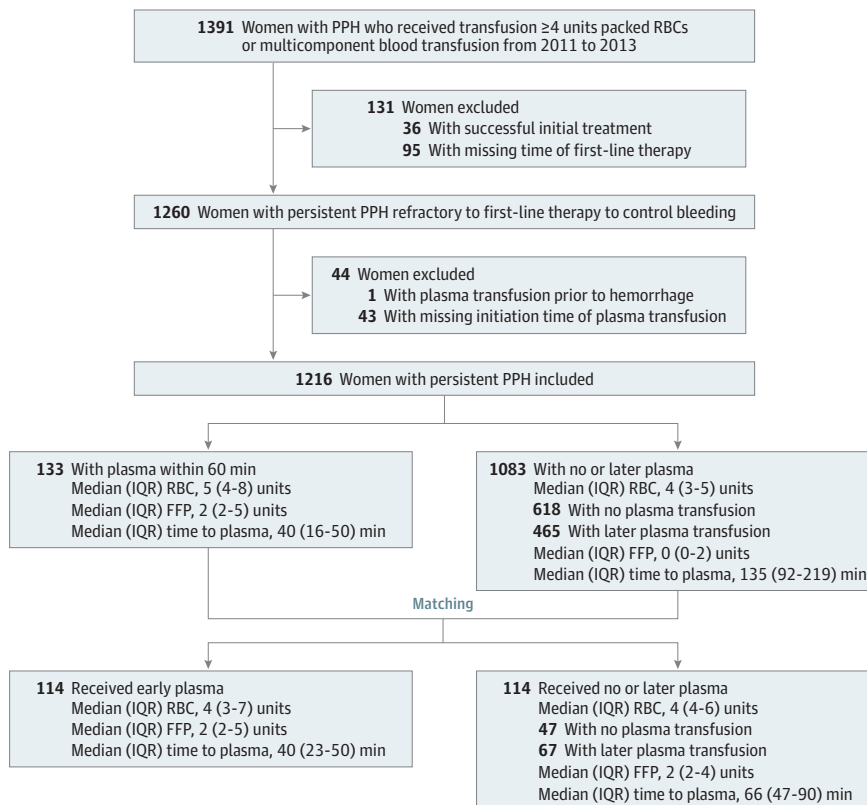 1391 Women with PPH who received transfusion ≥4 units packed RBCs
or multicomponent blood transfusion from 2011 to 2013
131 Women excluded
36 With successful initial treatment
95 With missing time of first-line therapy
1260 Women with persistent PPH refractory to first-line therapy to control bleeding
44 Women excluded
1 With plasma transfusion prior to hemorrhage
43 With missing initiation time of plasma transfusion
1216 Women with persistent PPH included
133 With plasma within 60 min
Median (IQR) RBC, 5 (4-8) units
Median (IQR) FFP, 2 (2-5) units
Median (IQR) time to plasma, 40 (16-50) min
1083 With no or later plasma
Median (IQR) RBC, 4 (3-5) units
618 With no plasma transfusion
465 With later plasma transfusion
Median (IQR) FFP, 0 (0-2) units
Median (IQR) time to plasma, 135 (92-219) min
Matching
114 Received early plasma
Median (IQR) RBC, 4 (3-7) units
Median (IQR) FFP, 2 (2-5) units
Median (IQR) time to plasma, 40 (23-50) min
114 Received no or later plasma
Median (IQR) RBC, 4 (4-6) units
47 With no plasma transfusion
67 With later plasma transfusion
Median (IQR) FFP, 2 (2-4) units
Median (IQR) time to plasma, 66 (47-90) min